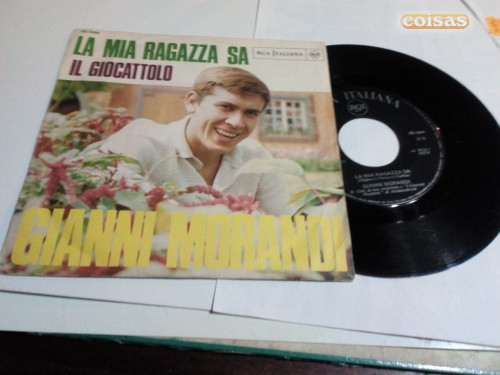 coisas
LA MIA RAGAZZA SA
IL GIOCATTOLO
RCA ITALIANA
RCA
GIANNI MORANDI
ITALIANA
RCA
LA MIA RAGAZZA SA
GIANNI MORANDI